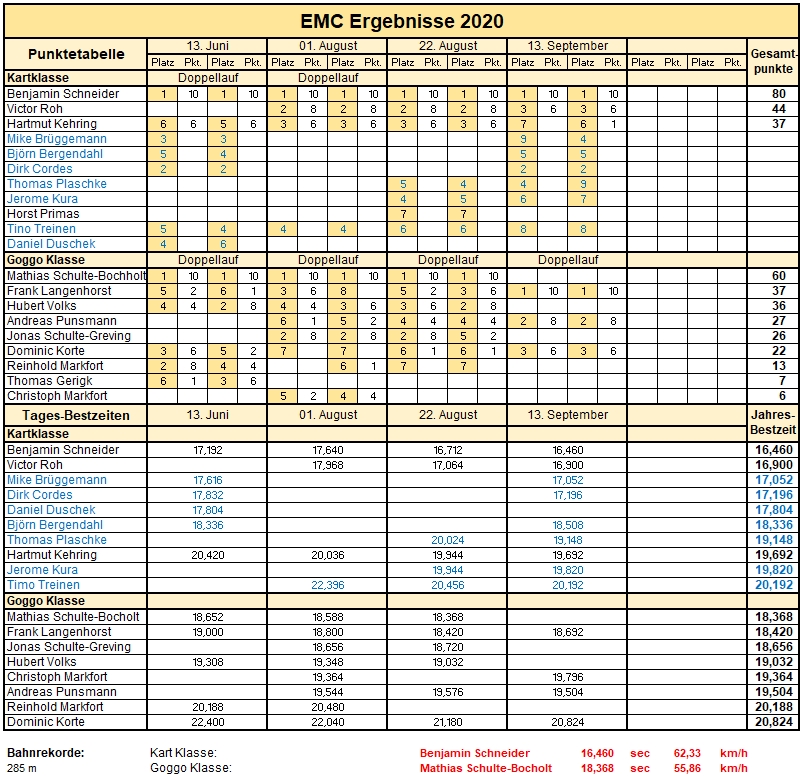 EMC Ergebnisse 2020
Punktetabelle 13. Juni 01. August 22. August 13. September Gesamt-punkte
Platz Pkt. Platz Pkt. Platz Pkt. Platz Pkt. Platz Pkt. Platz Pkt. Platz Pkt. Platz Pkt. Platz Pkt. Platz Pkt.
Kartklasse Doppellauf Doppellauf
Benjamin Schneider 1 10 1 10 1 10 1 10 1 10 1 10 1 10 1 10 80
Victor Roh 2 8 2 8 2 8 2 8 3 6 3 6 44
Hartmut Kehring 6 6 5 6 3 6 3 6 3 6 3 6 7 6 1 37
Mike Brüggemann 3 3 9 4
Björn Bergendahl 5 4 5 5
Dirk Cordes 2 2 2 2
Thomas Plaschke 5 4 4 9
Jerome Kura 4 5 6 7
Horst Primas 7 7
Tino Treinen 5 4 4 4 6 6 8 8
Daniel Duschek 4 6
Goggo Klasse Doppellauf Doppellauf Doppellauf Doppellauf
Mathias Schulte-Bochholt 1 10 1 10 1 10 1 10 1 10 1 10 60
Frank Langenhorst 5 2 6 1 3 6 8 5 2 3 6 1 10 1 10 37
Hubert Volks 4 4 2 8 4 4 3 6 3 6 2 8 36
Andreas Punsmann 6 1 5 2 4 4 4 4 2 8 2 8 27
Jonas Schulte-Greving 2 8 2 8 2 8 5 2 26
Dominic Korte 3 6 5 2 7 7 6 1 6 1 3 6 3 6 22
Reinhold Markfort 2 8 4 4 6 1 7 7 13
Thomas Gerigk 6 1 3 6 7
Christoph Markfort 5 2 4 4 6
Tages-Bestzeiten 13. Juni 01. August 22. August 13. September Jahres-Bestzeit
Kartklasse
Benjamin Schneider 17,192 17,640 16,712 16,460 16,460
Victor Roh 17,968 17,064 16,900 16,900
Mike Brüggemann 17,616 17,052 17,052
Dirk Cordes 17,832 17,196 17,196
Daniel Duschek 17,804 17,804
Björn Bergendahl 18,336 18,508 18,336
Thomas Plaschke 20,024 19,148 19,148
Hartmut Kehring 20,420 20,036 19,944 19,692 19,692
Jerome Kura 19,944 19,820 19,820
Timo Treinen 22,396 20,456 20,192 20,192
Goggo Klasse
Mathias Schulte-Bocholt 18,652 18,588 18,368 18,368
Frank Langenhorst 19,000 18,800 18,420 18,692 18,420
Jonas Schulte-Greving 18,656 18,720 18,656
Hubert Volks 19,308 19,348 19,032 19,032
Christoph Markfort 19,364 19,796 19,364
Andreas Punsmann 19,544 19,576 19,504 19,504
Reinhold Markfort 20,188 20,480 20,188
Dominic Korte 22,400 22,040 21,180 20,824 20,824
Bahnrekorde: Kart Klasse: Benjamin Schneider 16,460 sec 62,33 km/h
285 m Goggo Klasse: Mathias Schulte-Bocholt 18,368 sec 55,86 km/h